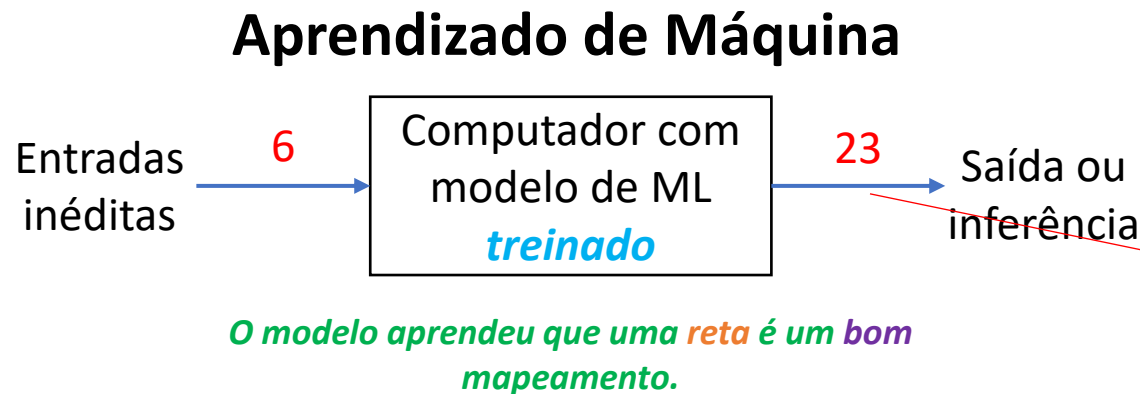 Aprendizado de Máquina
Entradas
inéditas
6
Computador com
modelo de ML
treinado
23
Saída ou
inferência
O modelo aprendeu que uma reta é um bom
mapeamento.